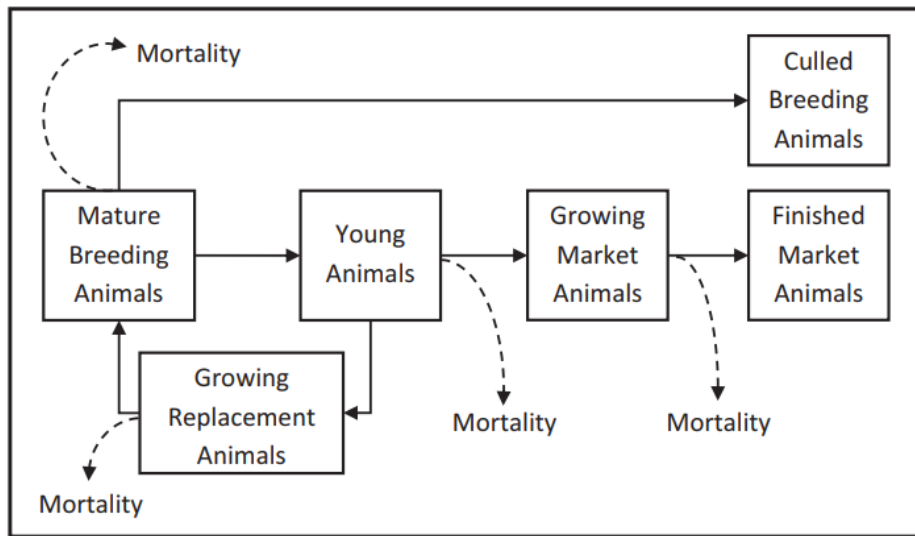 Mortality
Culled
Breeding
Animals
Mature
Breeding
Animals
Young
Animals
Growing
Market
Animals
Finished
Market
Animals
Growing
Replacement
Animals
Mortality
Mortality
Mortality